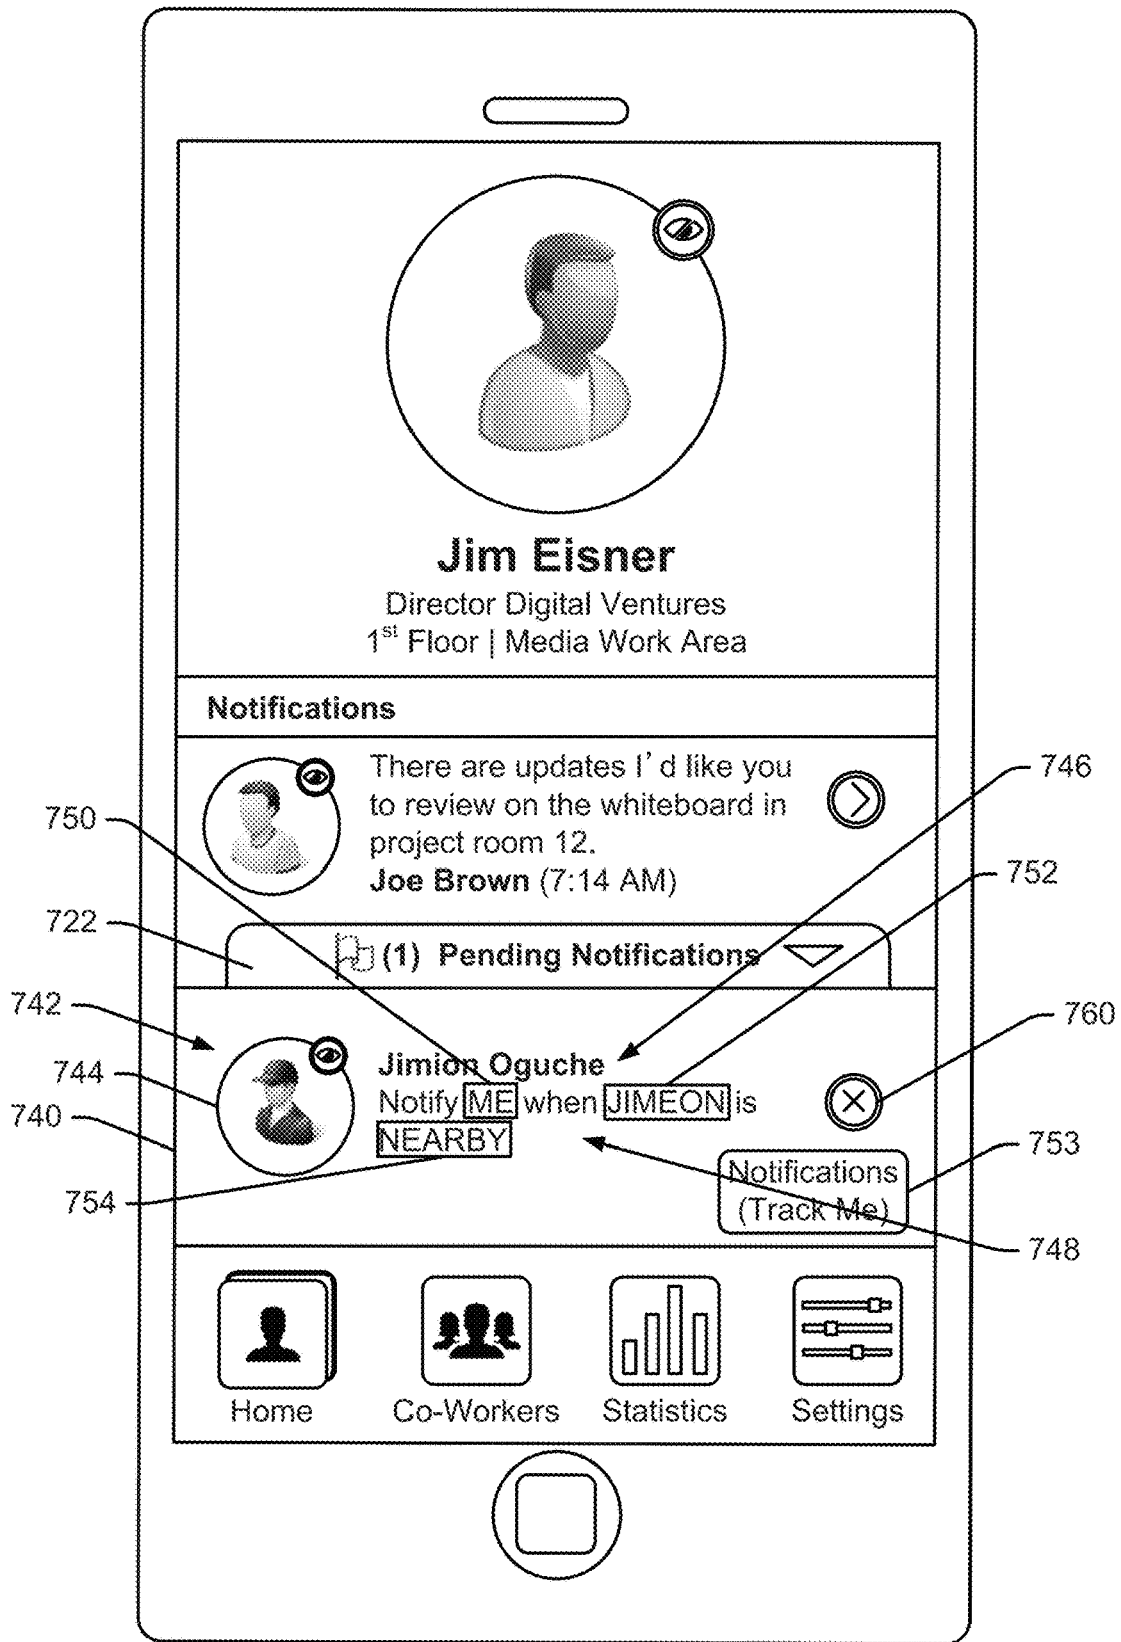 Jim Eisner
Director Digital Ventures
1st Floor | Media Work Area
Notifications
There are updates I'd like you
to review on the whiteboard in
project room 12.
Joe Brown (7:14 AM)
(1) Pending Notifications
Jimion Oguche
Notify ME when JIMEON is
NEARBY
Notifications
(Track Me)
Home
Co-Workers
Statistics
Settings
750
722
742
744
740
754
746
752
760
753
748